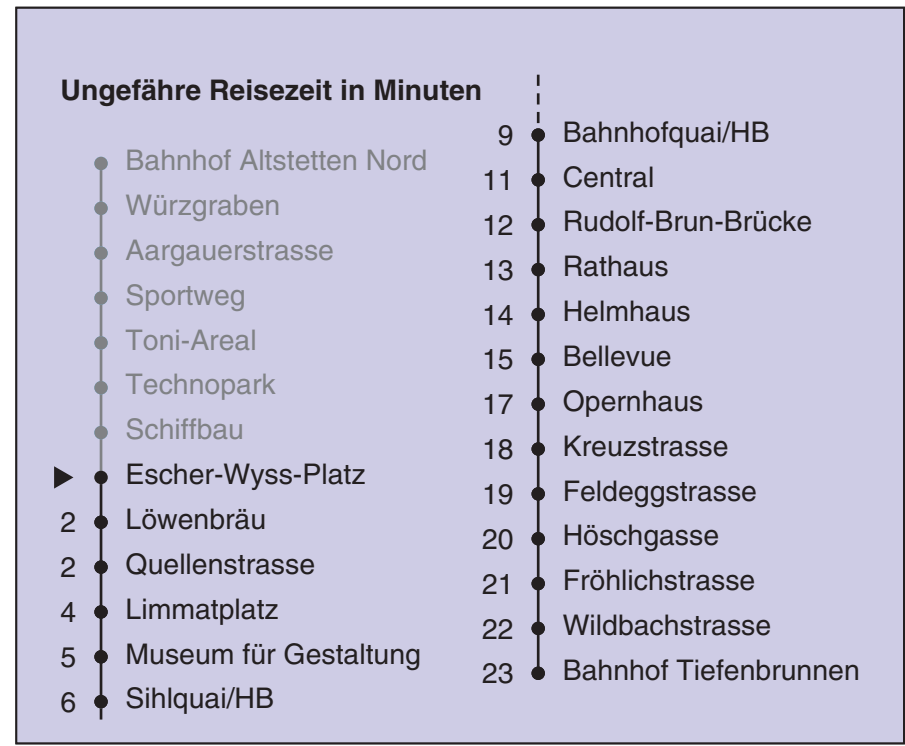 Ungefähre Reisezeit in Minuten
Bahnhof Altstetten Nord
Würzgraben
Aargauerstrasse
Sportweg
Toni-Areal
Technopark
Schiffbau
Escher-Wyss-Platz
2 Löwenbräu
2 Quellenstrasse
4 Limmatplatz
5 Museum für Gestaltung
6 Sihlquai/HB
9 Bahnhofquai/HB
11 Central
12 Rudolf-Brun-Brücke
13 Rathaus
14 Helmhaus
15 Bellevue
17 Opernhaus
18 Kreuzstrasse
19 Feldeggstrasse
20 Höschgasse
21 Fröhlichstrasse
22 Wildbachstrasse
23 Bahnhof Tiefenbrunnen